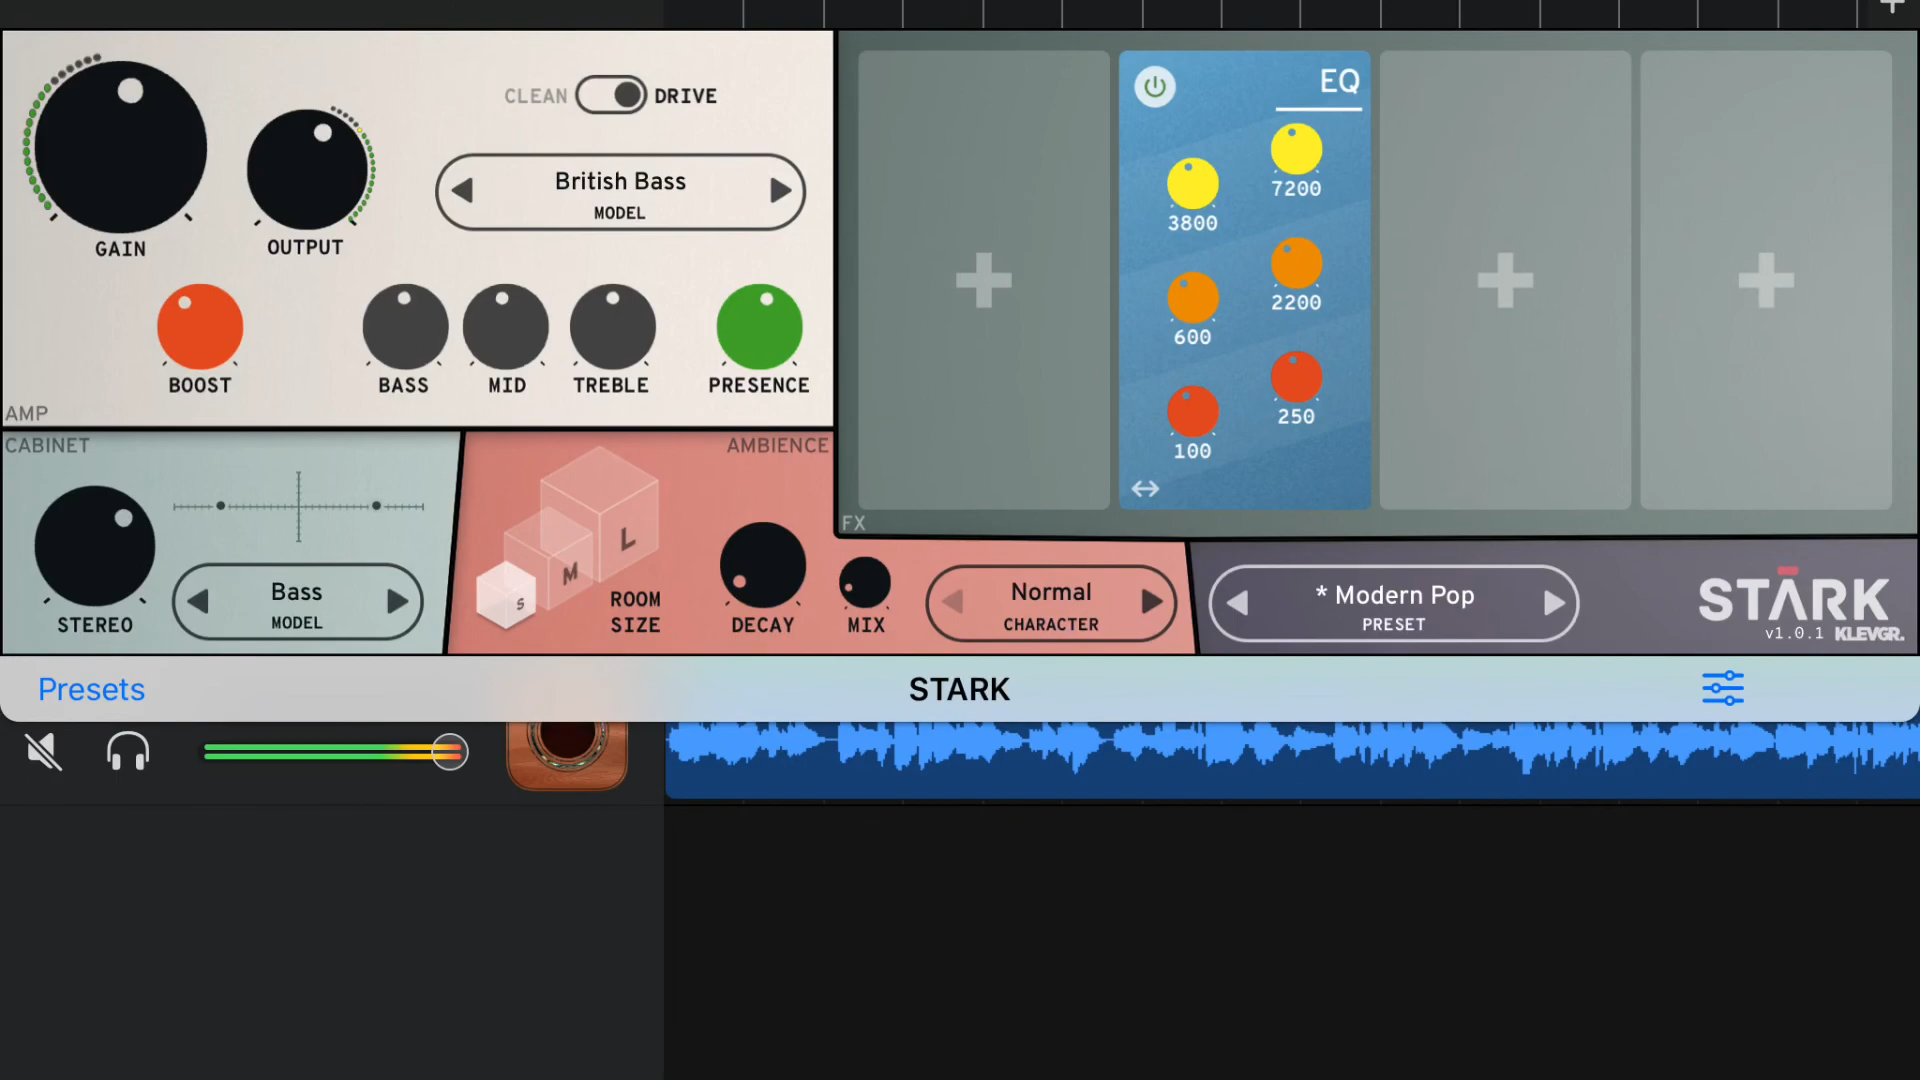 CLEAN DRIVE
British Bass
MODEL
GAIN
OUTPUT
BOOST
BASS
MID
TREBLE
PRESENCE
AMP
EQ
7200
3800
2200
600
250
100
FX
CABINET
STEREO
Bass
MODEL
AMBIENCE
L
M
S
ROOM
SIZE
DECAY
MIX
Normal
CHARACTER
* Modern Pop
PRESET
STARK
v1.0.1 KLEVGR.
Presets
STARK